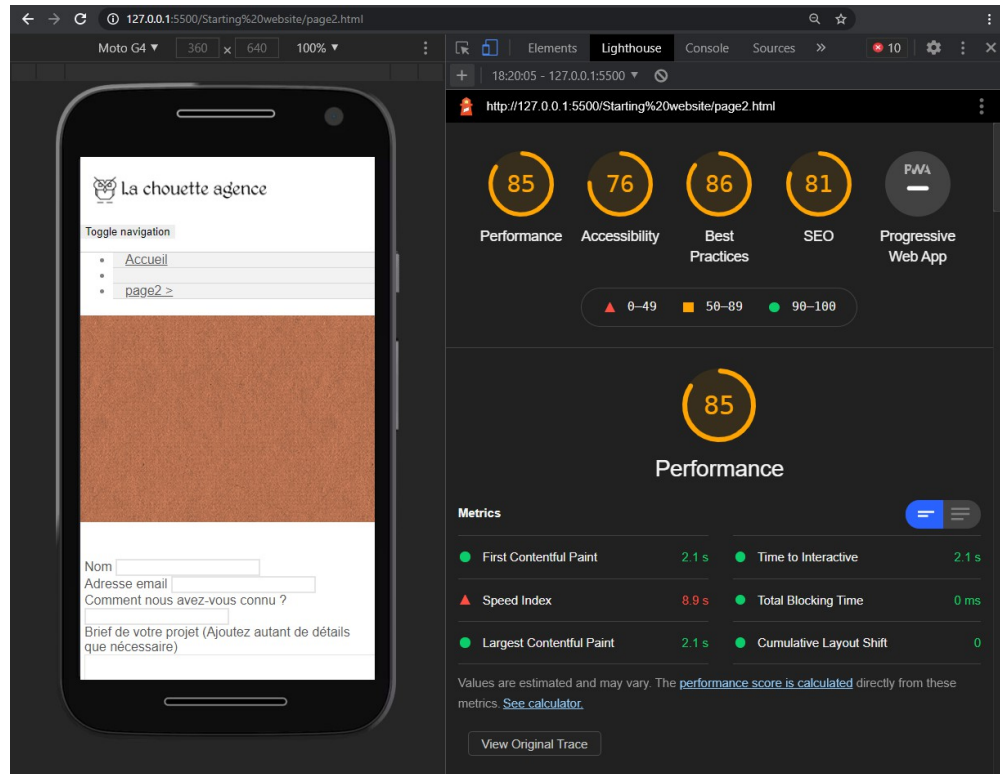 127.0.0.1:5500/Starting%20website/page2.html
Moto G4 ▼ 360 x 640 100% ▼
Elements Lighthouse Console Sources » 10
18:20:05 - 127.0.0.1:5500 ▼
http://127.0.0.1:5500/Starting%20website/page2.html
La chouette agence
Toggle navigation
Accueil
page2 >
Nom
Adresse email
Comment nous avez-vous connu ?
Brief de votre projet (Ajoutez autant de détails
que nécessaire)
85 76 86 81 PWA
Performance Accessibility Best
Practices SEO Progressive
Web App
0–49 50–89 90–100
85
Performance
Metrics
First Contentful Paint 2.1 s
Time to Interactive 2.1 s
Speed Index 8.9 s
Total Blocking Time 0 ms
Largest Contentful Paint 2.1 s
Cumulative Layout Shift 0
Values are estimated and may vary. The performance score is calculated directly from these
metrics. See calculator.
View Original Trace